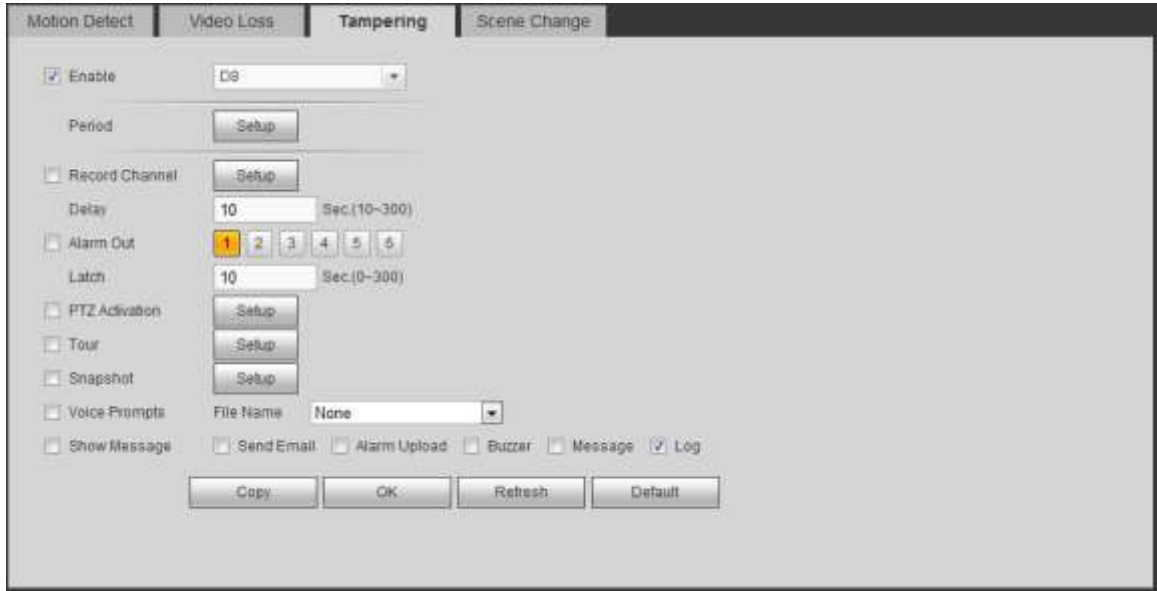 Motion Detect Video Loss Tampering Scene Change
Enable D8
Period Setup
Record Channel Setup
Delay 10 Sec.(10~300)
Alarm Out 1 2 3 4 5 6
Latch 10 Sec.(0~300)
PTZ Activation Setup
Tour Setup
Snapshot Setup
Voice Prompts File Name None
Show Message Send Email Alarm Upload Buzzer Message Log
Copy OK Refresh Default